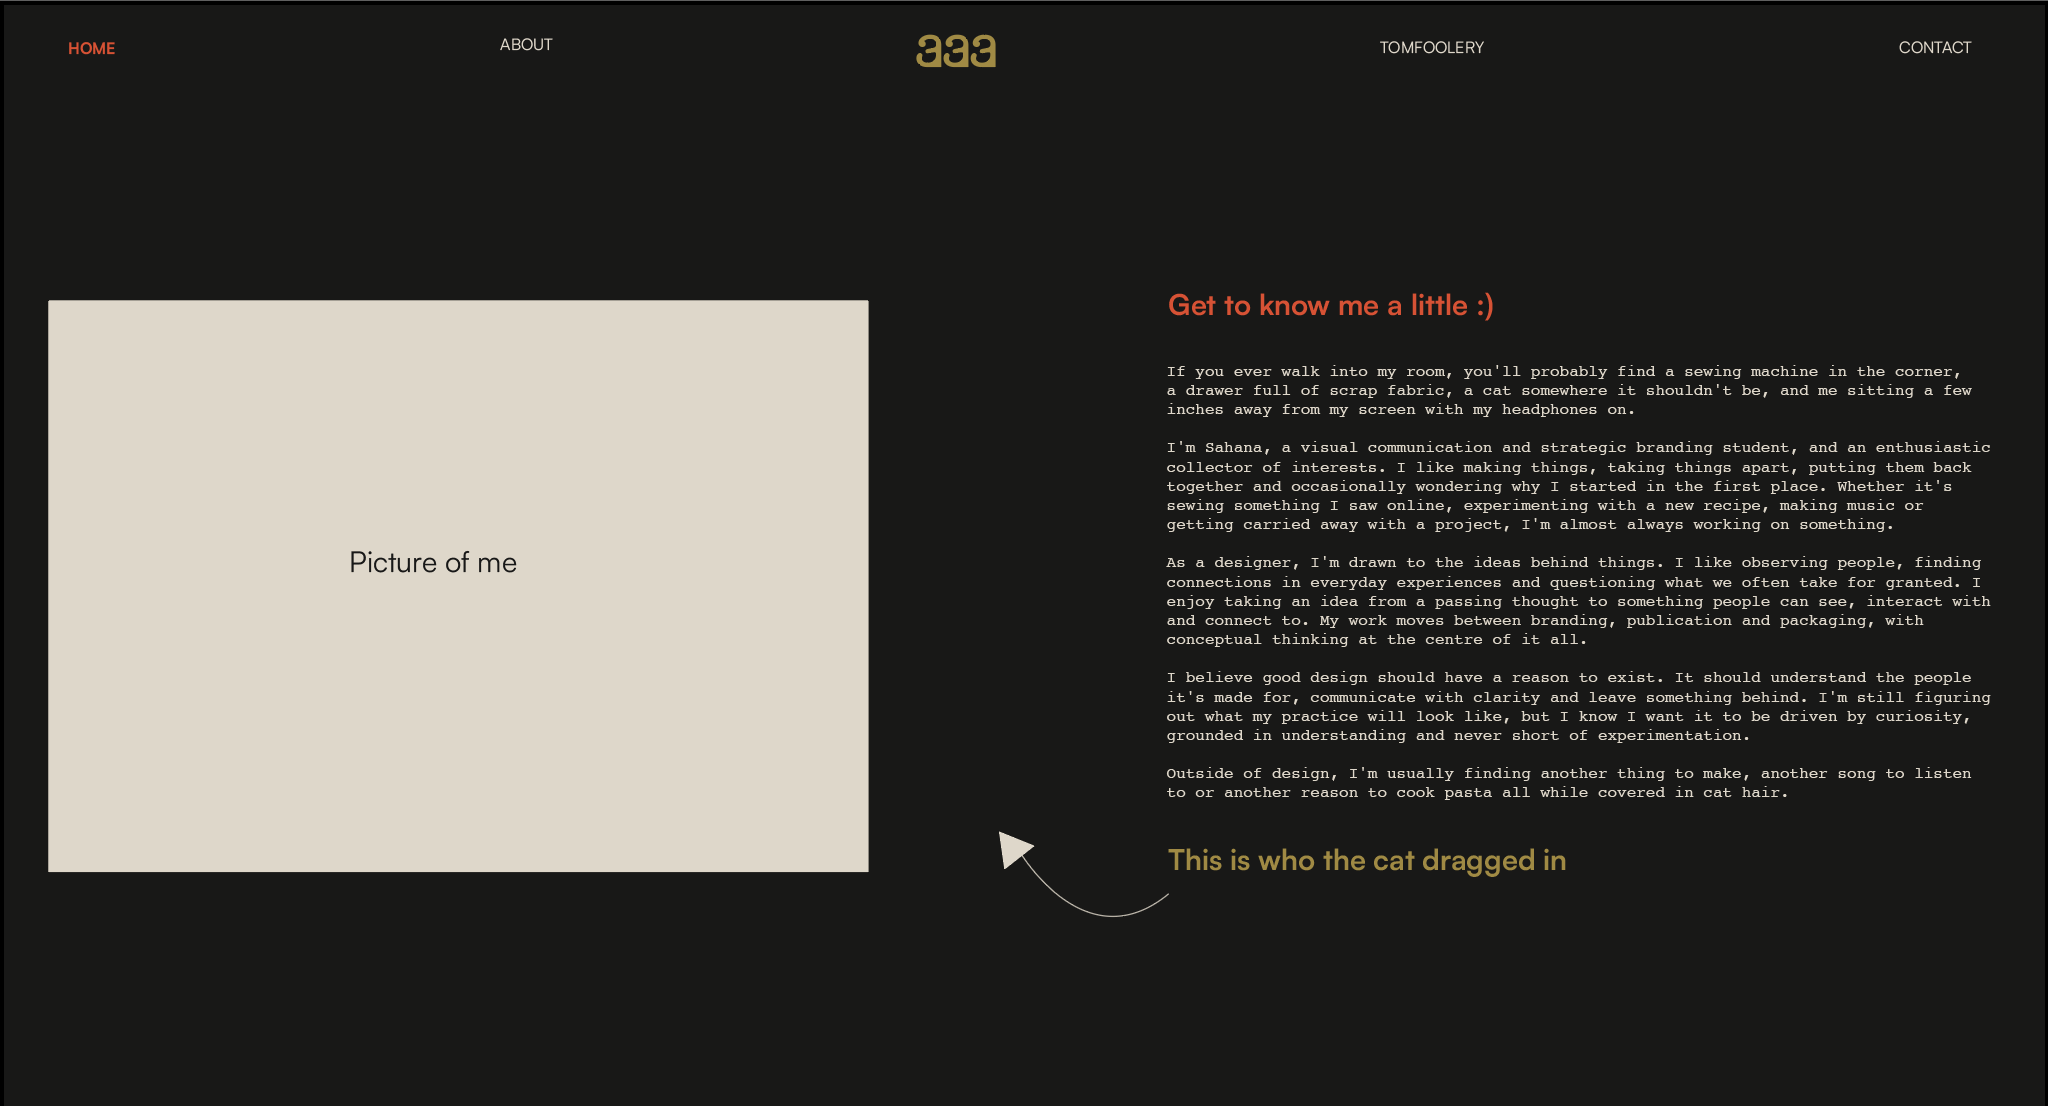 HOME
ABOUT
aaa
TOMFOOLERY
CONTACT
Picture of me
Get to know me a little :)
If you ever walk into my room, you'll probably find a sewing machine in the corner,
a drawer full of scrap fabric, a cat somewhere it shouldn't be, and me sitting a few
inches away from my screen with my headphones on.
I'm Sahana, a visual communication and strategic branding student, and an enthusiastic
collector of interests. I like making things, taking things apart, putting them back
together and occasionally wondering why I started in the first place. Whether it's
sewing something I saw online, experimenting with a new recipe, making music or
getting carried away with a project, I'm almost always working on something.
As a designer, I'm drawn to the ideas behind things. I like observing people, finding
connections in everyday experiences and questioning what we often take for granted. I
enjoy taking an idea from a passing thought to something people can see, interact with
and connect to. My work moves between branding, publication and packaging, with
conceptual thinking at the centre of it all.
I believe good design should have a reason to exist. It should understand the people
it's made for, communicate with clarity and leave something behind. I'm still figuring
out what my practice will look like, but I know I want it to be driven by curiosity,
grounded in understanding and never short of experimentation.
Outside of design, I'm usually finding another thing to make, another song to listen
to or another reason to cook pasta all while covered in cat hair.
This is who the cat dragged in